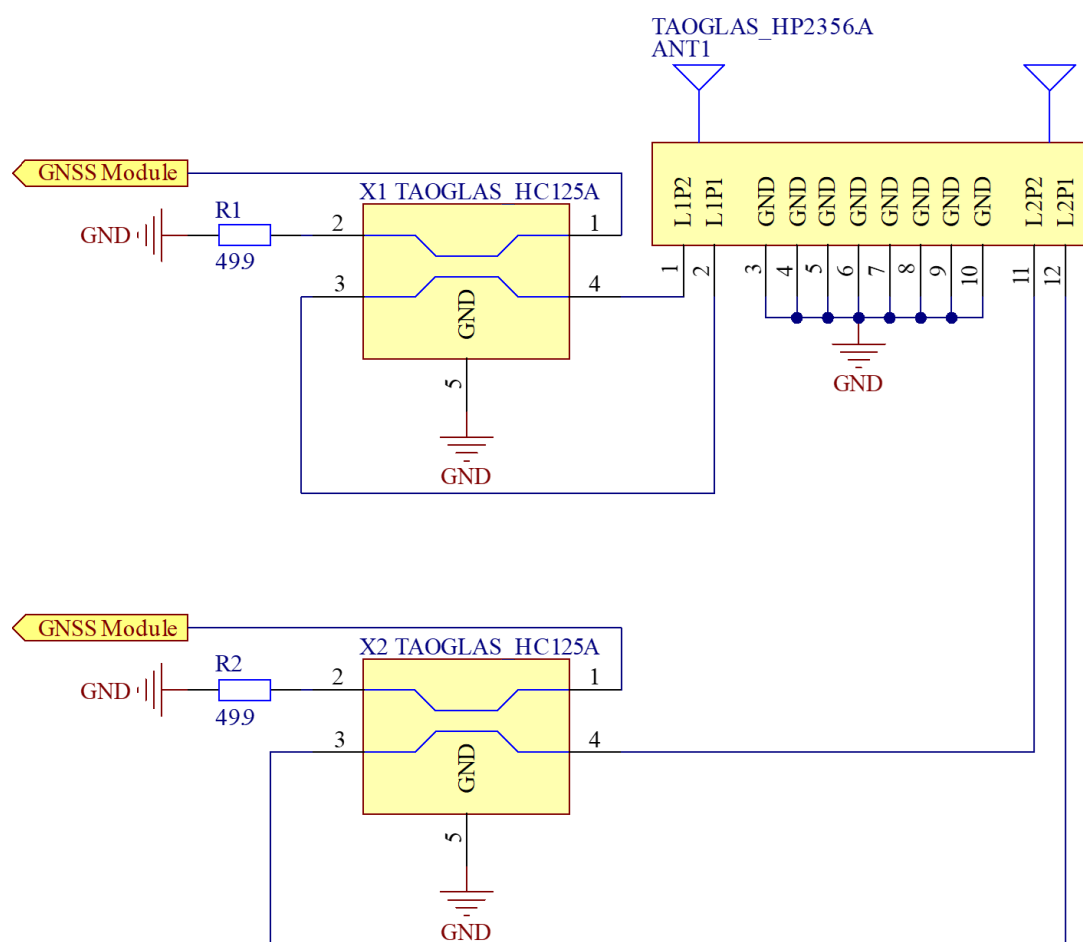 TAOGLAS_HP2356.A
ANT1
GNSS Module
X1 TAOGLAS_HC125A
R1
GND
49.9
2
1
3
4
GND
5
GND
L1P2
L1P1
GND
GND
GND
GND
GND
GND
GND
GND
L2P2
L2P1
1
2
3
4
5
6
7
8
9
10
11
12
GND
GNSS Module
X2 TAOGLAS_HC125A
R2
GND
49.9
2
1
3
4
GND
5
GND